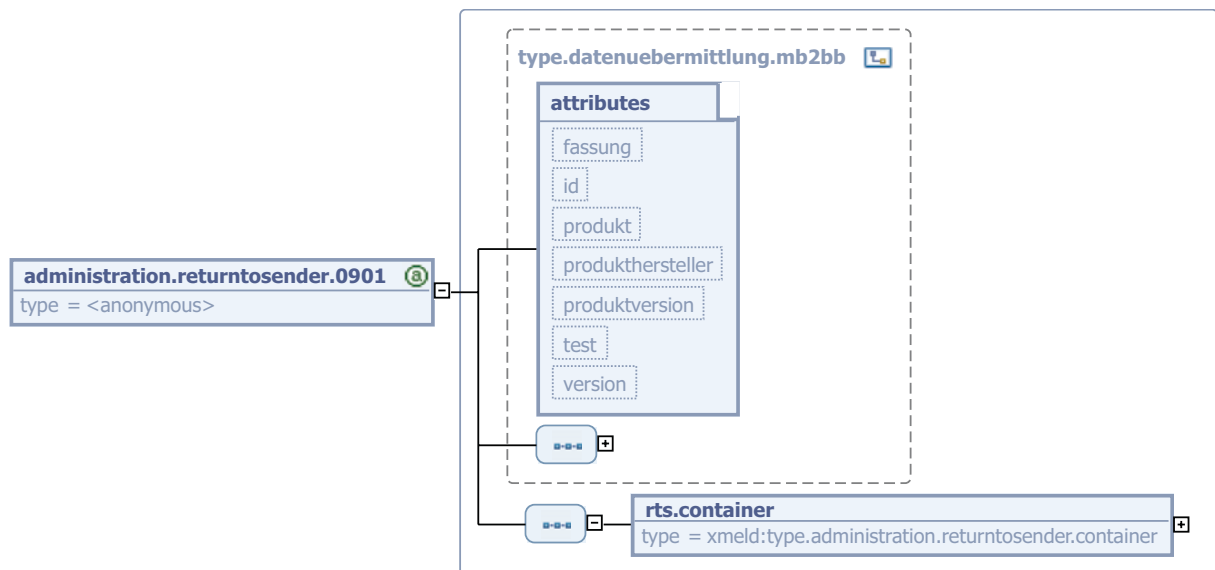 type.datenuebermittlung.mb2bb
attributes
fassung
id
produkt
produkthersteller
produktversion
test
version
administration.returntosender.0901
type = <anonymous>
rts.container
type = xmeld:type.administration.returntosender.container